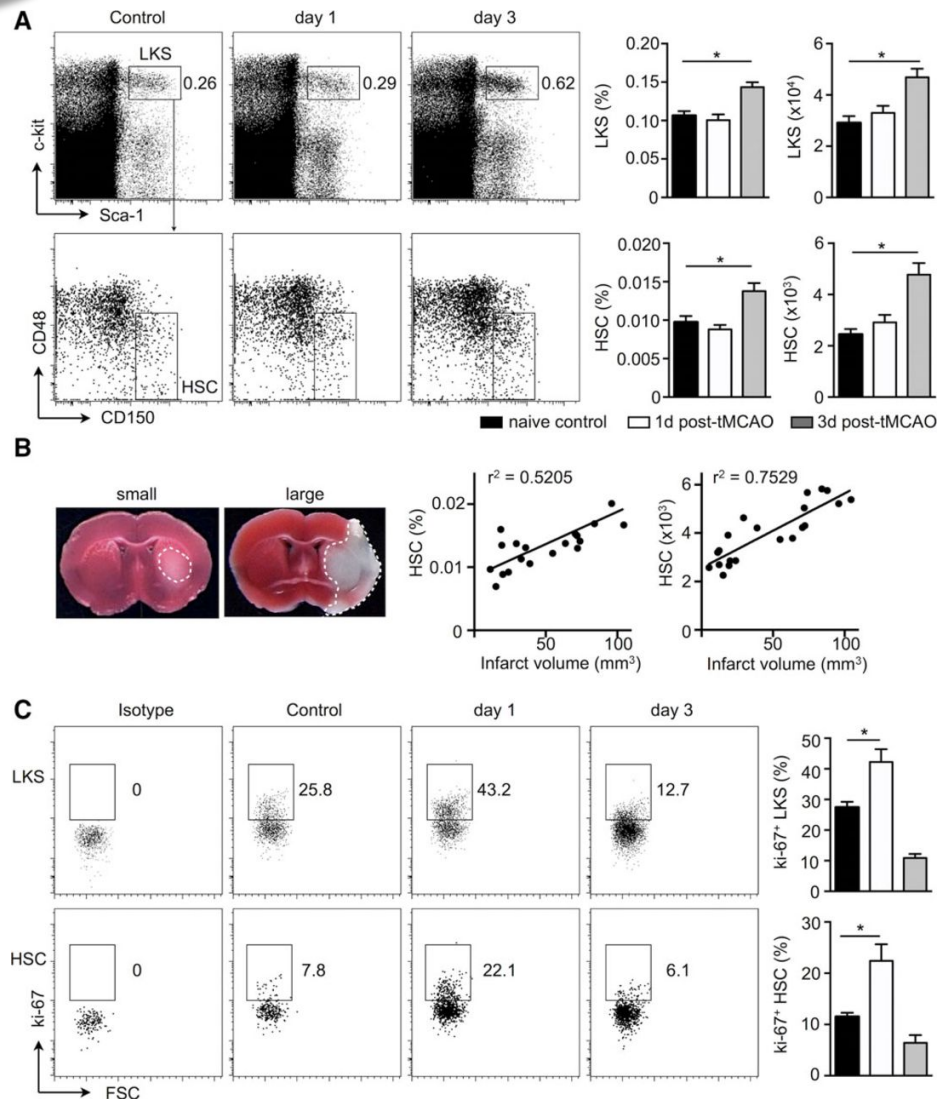 A
Control
day 1
day 3
LKS
0.26
0.29
0.62
c-kit
Sca-1
LKS (%)
0.20
0.15
0.10
0.05
0
*
LKS (x10⁴)
6
4
2
0
*
CD48
CD150
HSC
HSC (%)
0.020
0.015
0.010
0.005
0
*
HSC (x10³)
6
4
2
0
*
naive control
1d post-tMCAO
3d post-tMCAO
B
small
large
r² = 0.5205
HSC (%)
0.02
0.01
0
50
100
Infarct volume (mm³)
r² = 0.7529
HSC (x10³)
6
4
2
0
50
100
Infarct volume (mm³)
C
Isotype
Control
day 1
day 3
LKS
0
25.8
43.2
12.7
ki-67⁺ LKS (%)
50
40
30
20
10
0
*
HSC
0
7.8
22.1
6.1
ki-67
FSC
ki-67⁺ HSC (%)
30
20
10
0
*